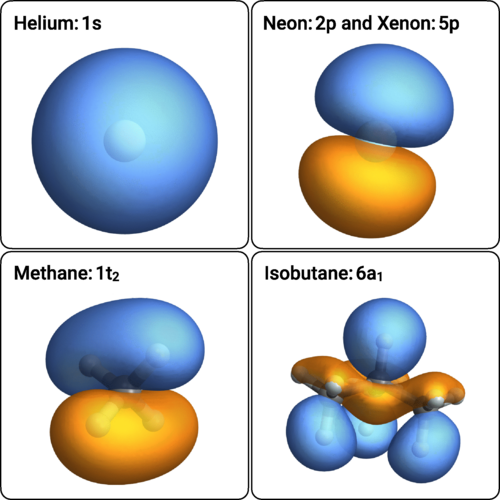 Helium: 1s
Neon: 2p and Xenon: 5p
Methane: 1t₂
Isobutane: 6a₁